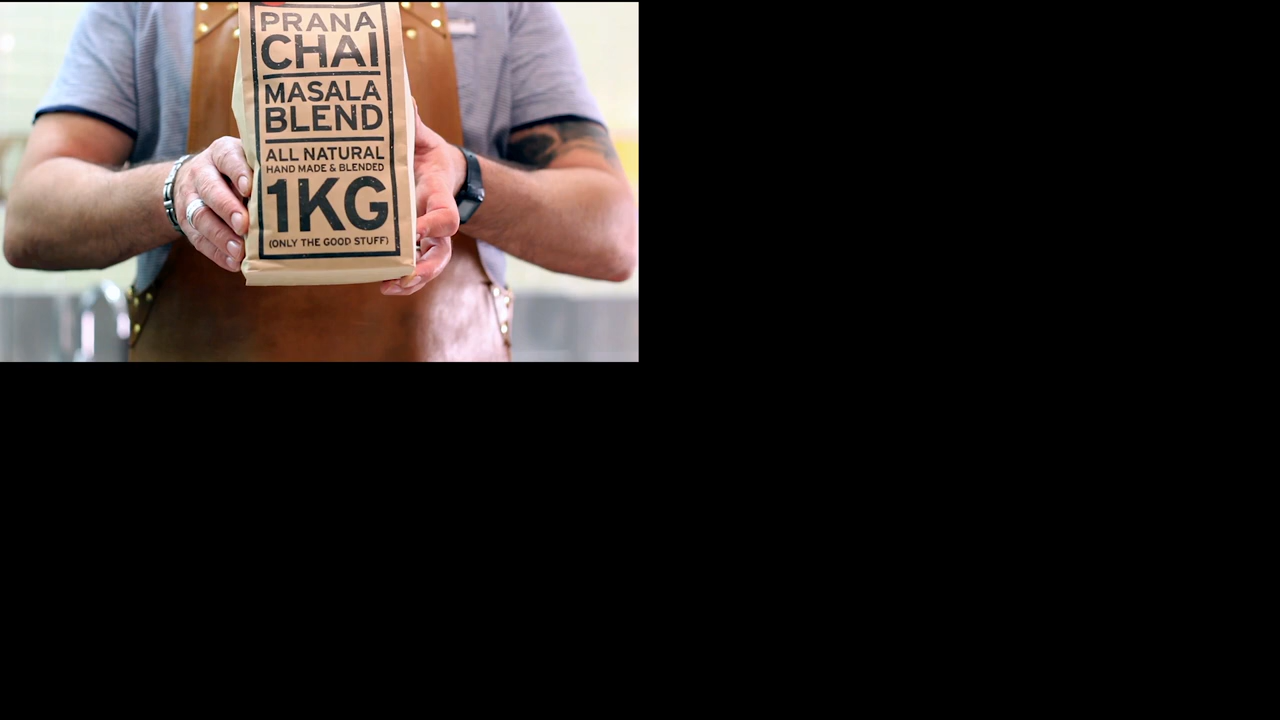 PRANA
CHAI
MASALA
BLEND
ALL NATURAL
HAND MADE & BLENDED
1KG
(ONLY THE GOOD STUFF)